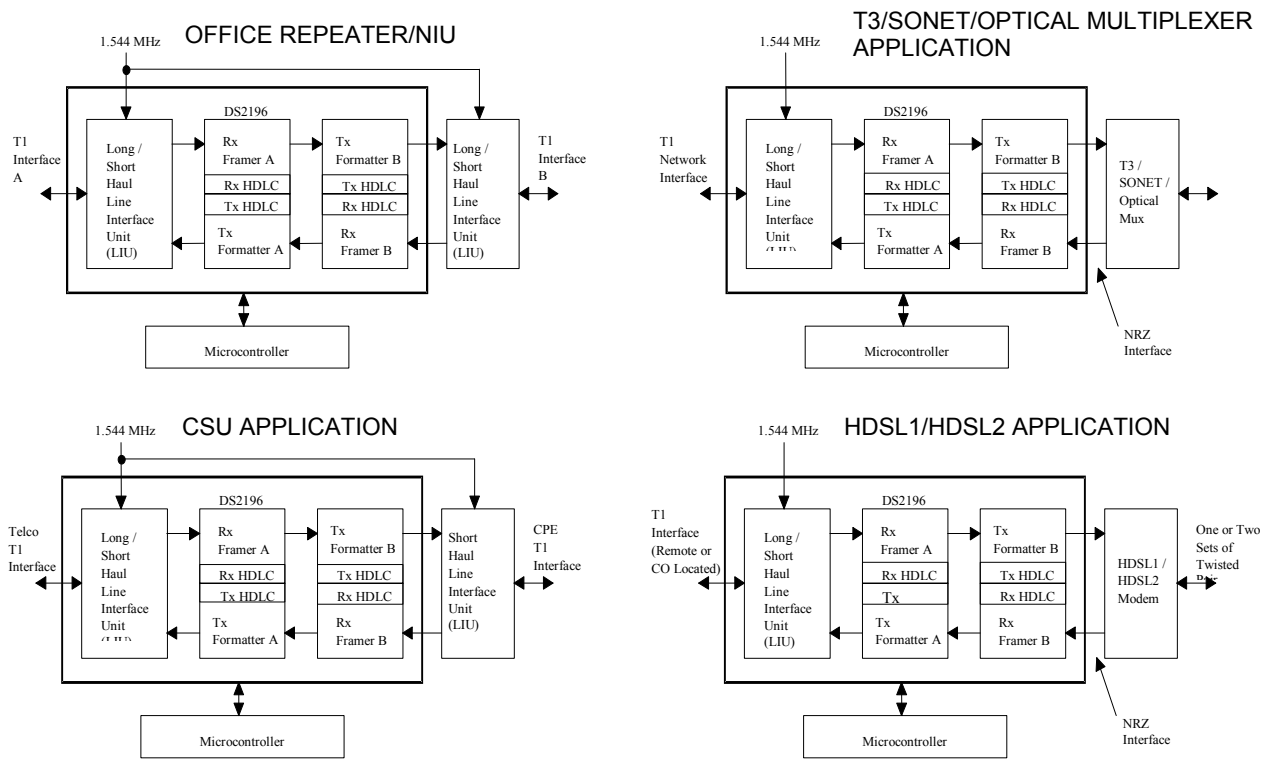 OFFICE REPEATER/NIU
1.544 MHz
DS2196
T1
Interface
A
Long /
Short
Haul
Line
Interface
Unit
(LIU)
Rx
Framer A
Rx HDLC
Tx HDLC
Tx
Formatter A
Tx
Formatter B
Tx HDLC
Rx HDLC
Rx
Framer B
Long /
Short
Haul
Line
Interface
Unit
(LIU)
T1
Interface
B
Microcontroller
T3/SONET/OPTICAL MULTIPLEXER
APPLICATION
1.544 MHz
DS2196
T1
Network
Interface
Long /
Short
Haul
Line
Interface
Unit
(LIU)
Rx
Framer A
Rx HDLC
Tx HDLC
Tx
Formatter A
Tx
Formatter B
Tx HDLC
Rx HDLC
Rx
Framer B
T3 /
SONET /
Optical
Mux
NRZ
Interface
Microcontroller
CSU APPLICATION
1.544 MHz
DS2196
Telco
T1
Interface
Long /
Short
Haul
Line
Interface
Unit
(LIU)
Rx
Framer A
Rx HDLC
Tx HDLC
Tx
Formatter A
Tx
Formatter B
Tx HDLC
Rx HDLC
Rx
Framer B
Short
Haul
Line
Interface
Unit
(LIU)
CPE
T1
Interface
Microcontroller
HDSL1/HDSL2 APPLICATION
1.544 MHz
DS2196
T1
Interface
(Remote or
CO Located)
Long /
Short
Haul
Line
Interface
Unit
(LIU)
Rx
Framer A
Rx HDLC
Tx
Tx
Formatter A
Tx
Formatter B
Tx HDLC
Rx HDLC
Rx
Framer B
HDSL1 /
HDSL2
Modem
One or Two
Sets of
Twisted
NRZ
Interface
Microcontroller